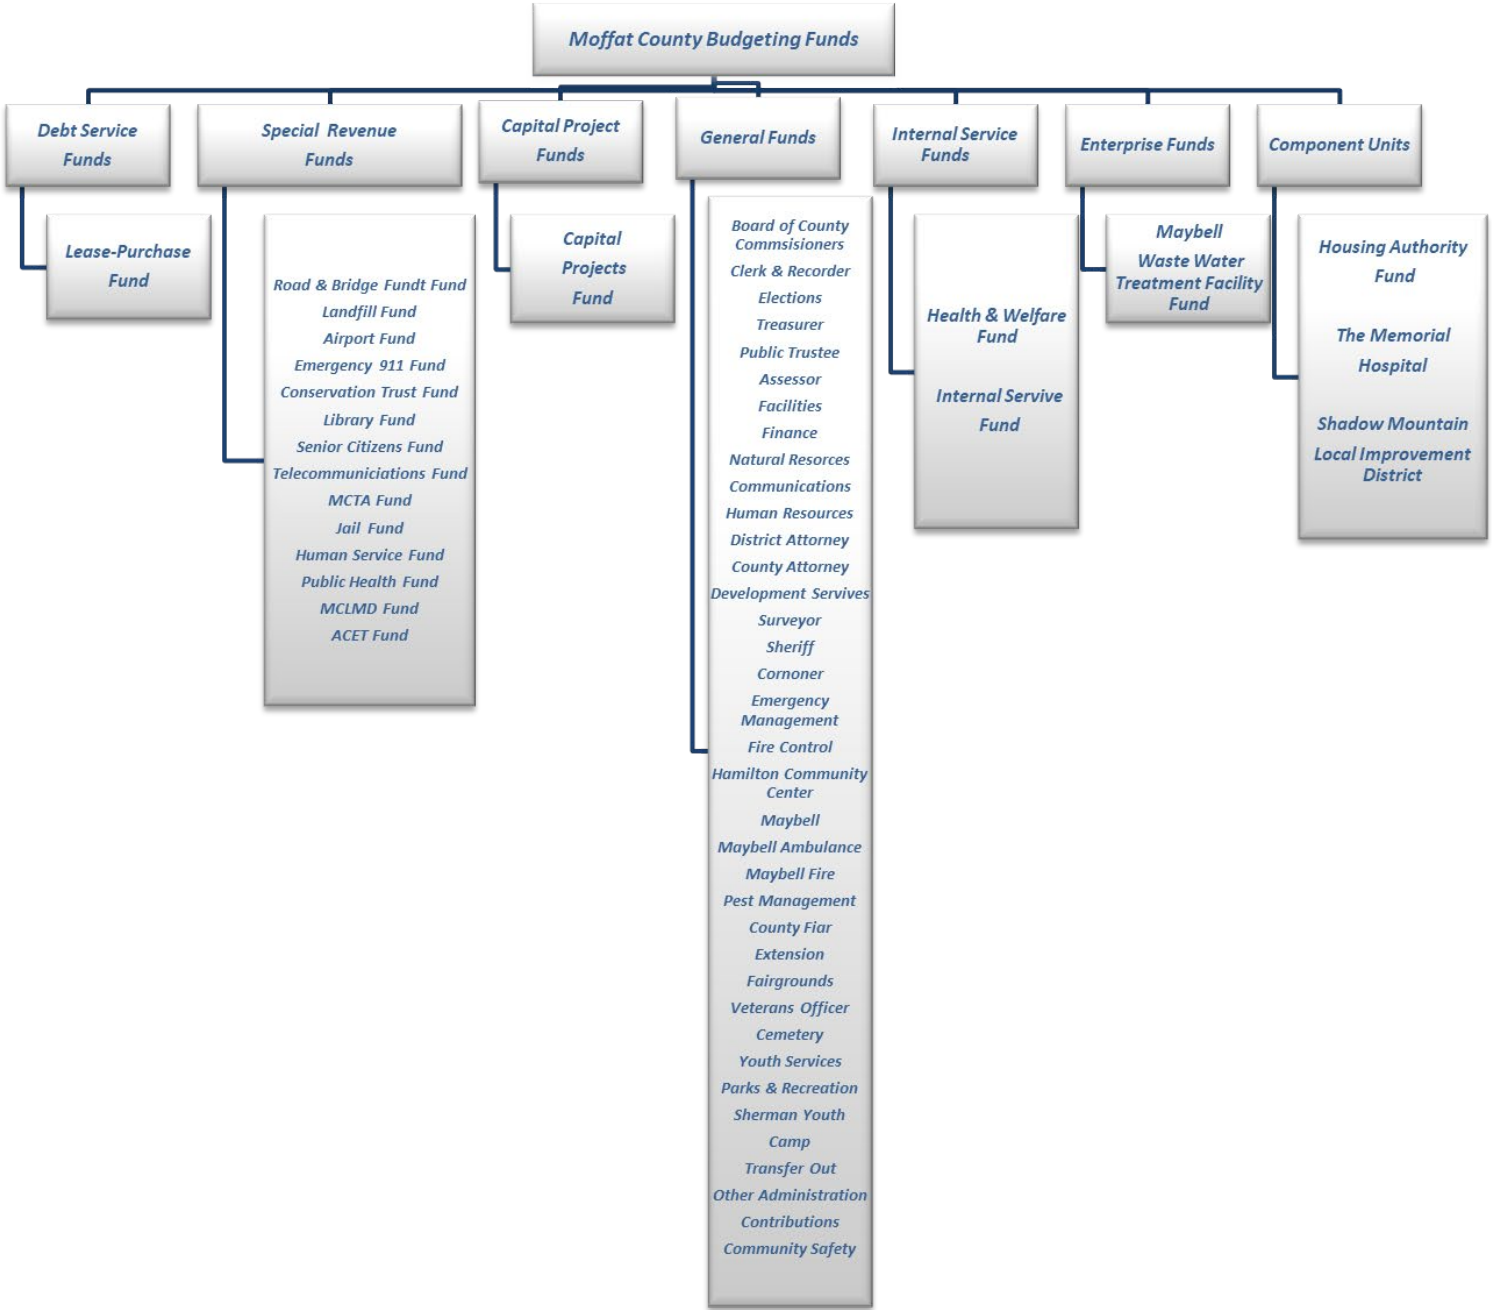 Moffat County Budgeting Funds
Debt Service
Funds
Lease-Purchase
Fund
Special Revenue
Funds
Road & Bridge Fundt Fund
Landfill Fund
Airport Fund
Emergency 911 Fund
Conservation Trust Fund
Library Fund
Senior Citizens Fund
Telecommuniciations Fund
MCTA Fund
Jail Fund
Human Service Fund
Public Health Fund
MCLMD Fund
ACET Fund
Capital Project
Funds
Capital
Projects
Fund
General Funds
Board of County
Commsisioners
Clerk & Recorder
Elections
Treasurer
Public Trustee
Assessor
Facilities
Finance
Natural Resorces
Communications
Human Resources
District Attorney
County Attorney
Development Servives
Surveyor
Sheriff
Cornoner
Emergency
Management
Fire Control
Hamilton Community
Center
Maybell
Maybell Ambulance
Maybell Fire
Pest Management
County Fiar
Extension
Fairgrounds
Veterans Officer
Cemetery
Youth Services
Parks & Recreation
Sherman Youth
Camp
Transfer Out
Other Administration
Contributions
Community Safety
Internal Service
Funds
Health & Welfare
Fund
Internal Servive
Fund
Enterprise Funds
Maybell
Waste Water
Treatment Facility
Fund
Component Units
Housing Authority
Fund
The Memorial
Hospital
Shadow Mountain
Local Improvement
District